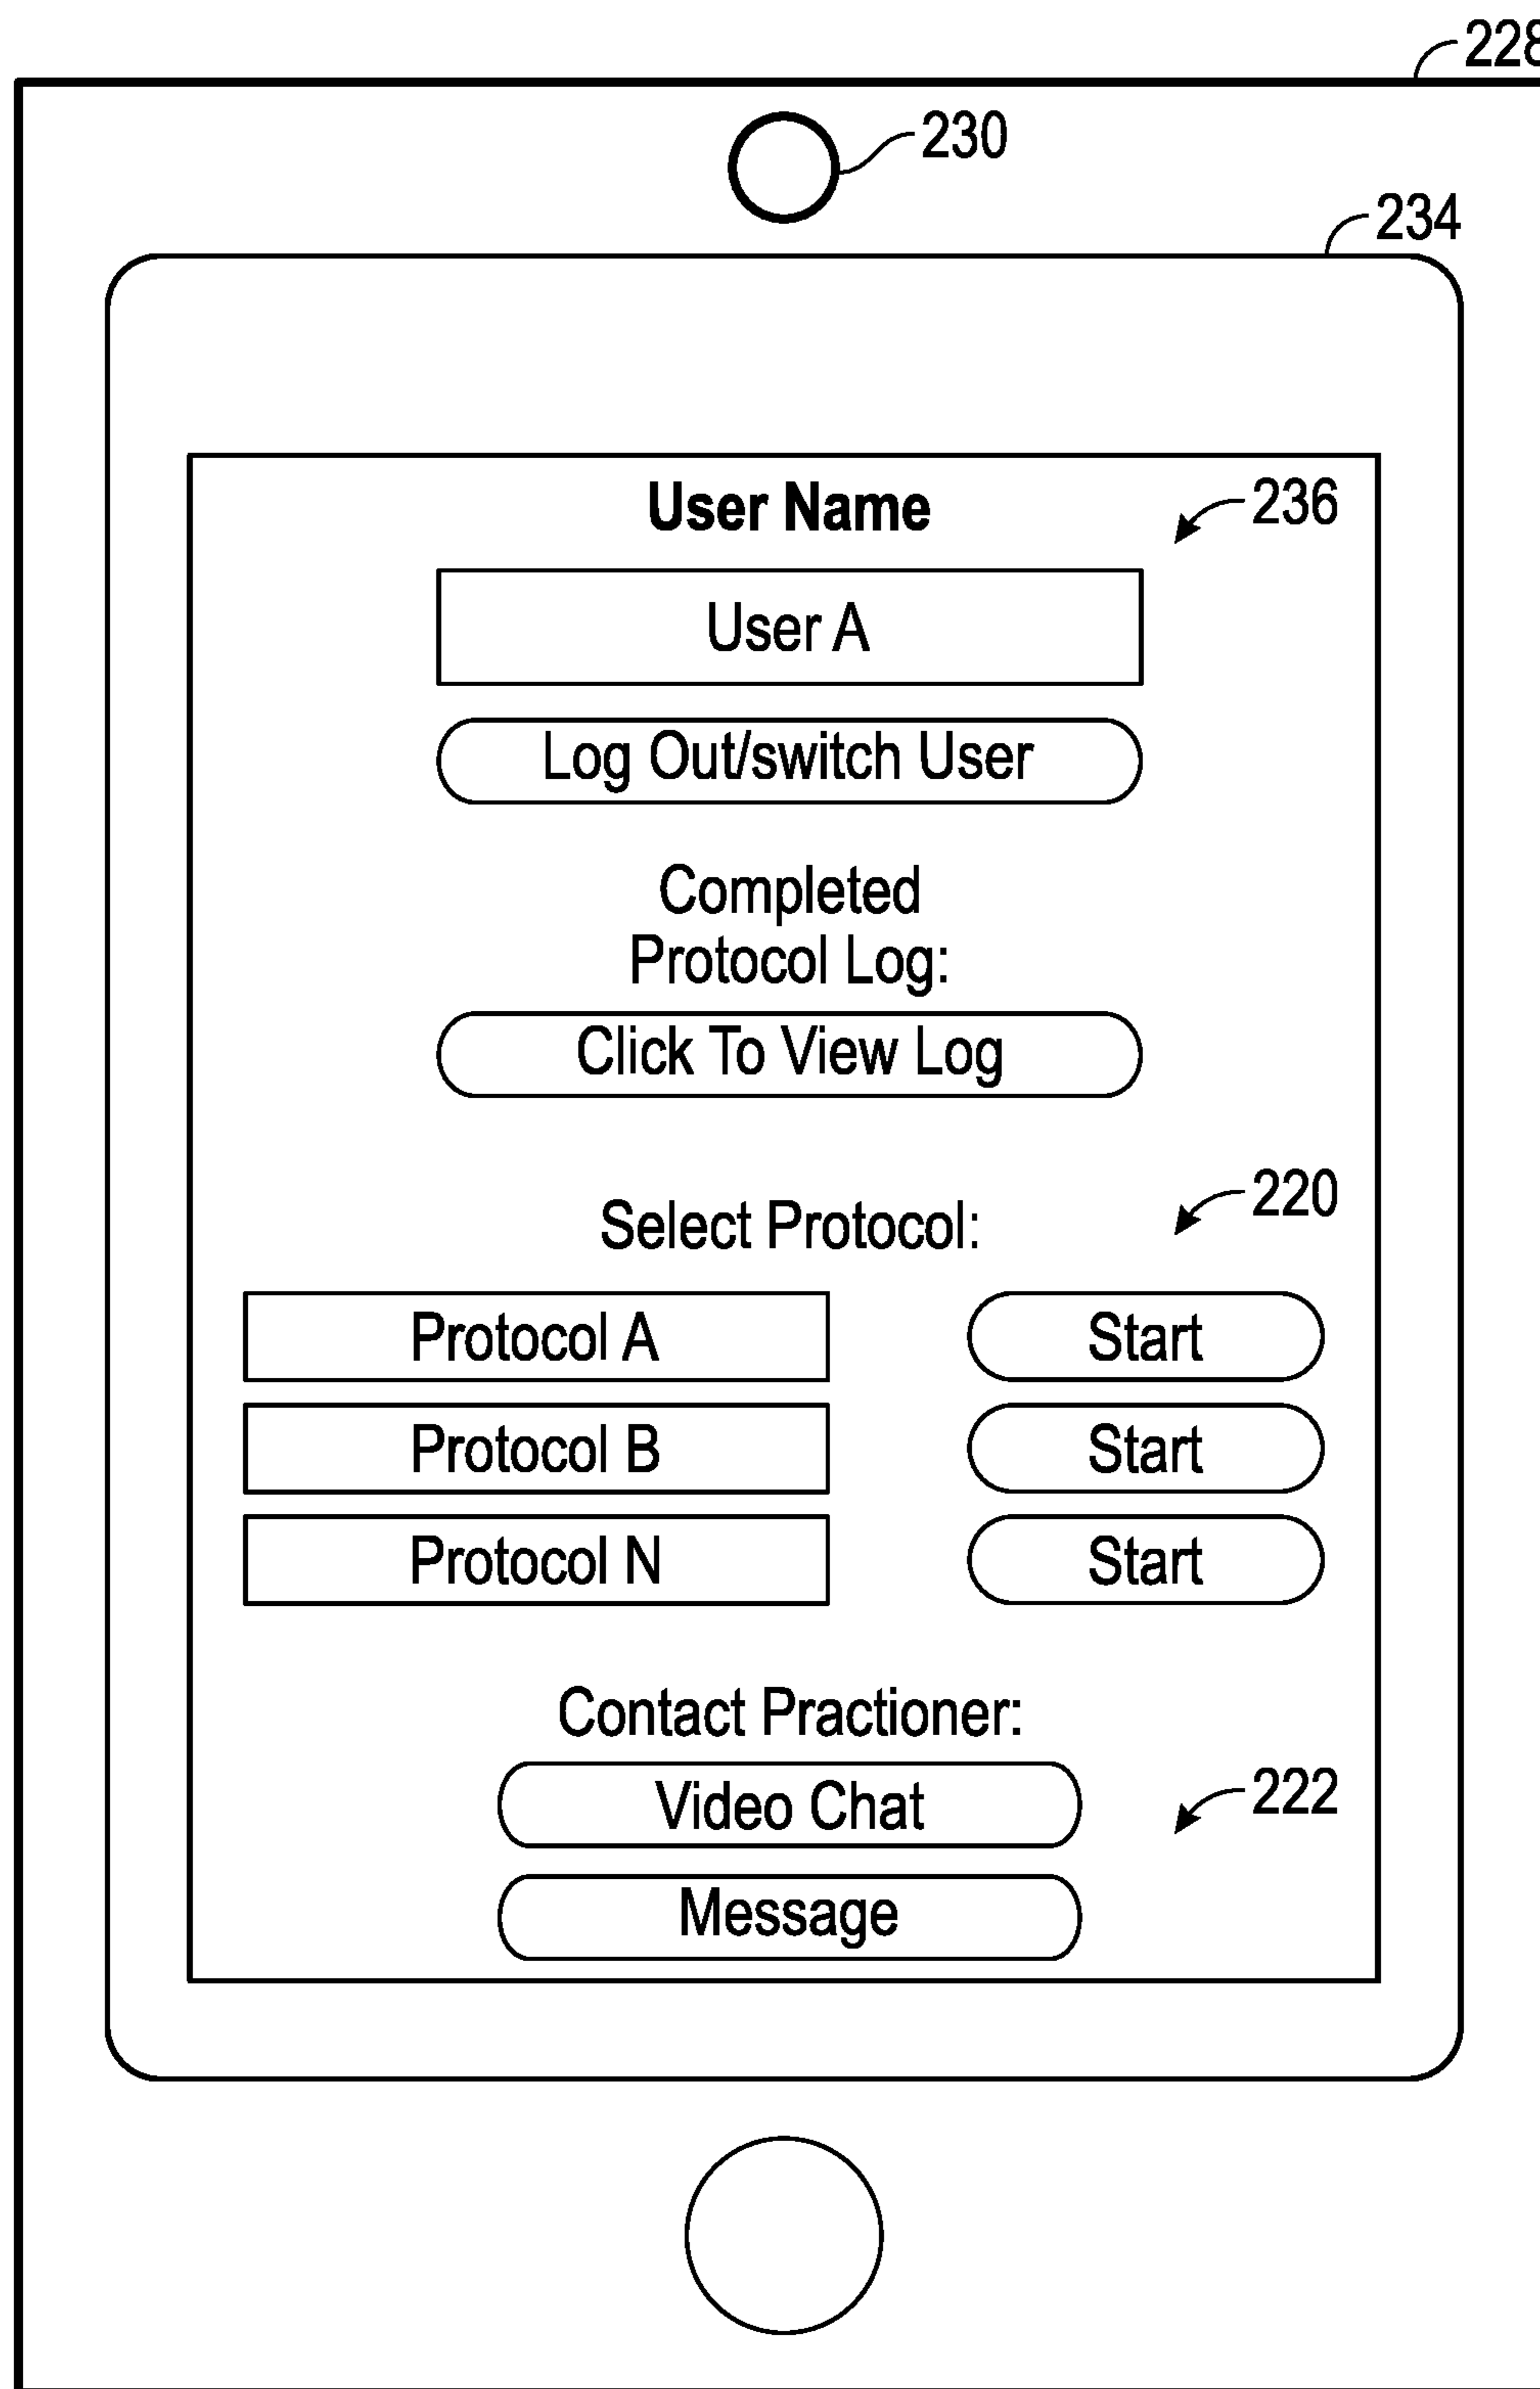 228
230
234
User Name
236
User A
Log Out/switch User
Completed
Protocol Log:
Click To View Log
220
Select Protocol:
Protocol A Start
Protocol B Start
Protocol N Start
Contact Practioner:
Video Chat
222
Message